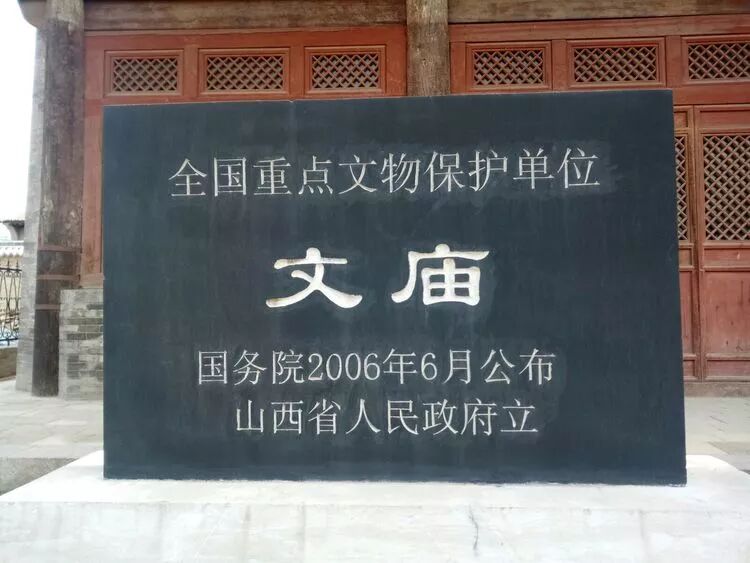 全国重点文物保护单位
文庙
国务院2006年6月公布
山西省人民政府立